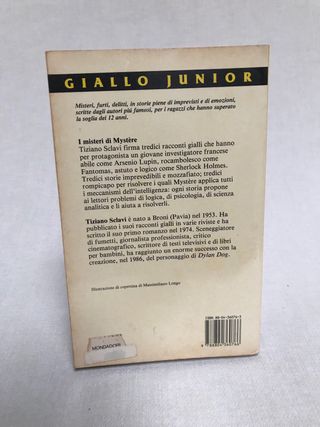 GIALLO JUNIOR
Misteri, furti, delitti, in storie piene di imprevisti e di emozioni,
scritte dagli autori più famosi, per i ragazzi che hanno superato
la soglia dei 12 anni.
I misteri di Mystère
Tiziano Sclavi firma tredici racconti gialli che hanno
per protagonista un giovane investigatore francese
abile come Arsenio Lupin, rocambolesco come
Fantomas, astuto e logico come Sherlock Holmes.
Tredici storie imprevedibili e mozzafiato; tredici
rompicapo per risolvere i quali Mystère applica tutti
i meccanismi dell'intelligenza: ogni storia propone
ai lettori problemi di logica, di psicologia, di scienza
analitica e li aiuta a risolverli.
Tiziano Sclavi è nato a Broni (Pavia) nel 1953. Ha
pubblicato i suoi racconti gialli in varie riviste e ha
scritto il suo primo romanzo nel 1974. Sceneggiatore
di fumetti, giornalista professionista, critico
cinematografico, scrittore di testi televisivi e di libri
per bambini, ha raggiunto un enorme successo con la
creazione, nel 1986, del personaggio di Dylan Dog.
Illustrazione di copertina di Massimiliano Longo
MONDADORI